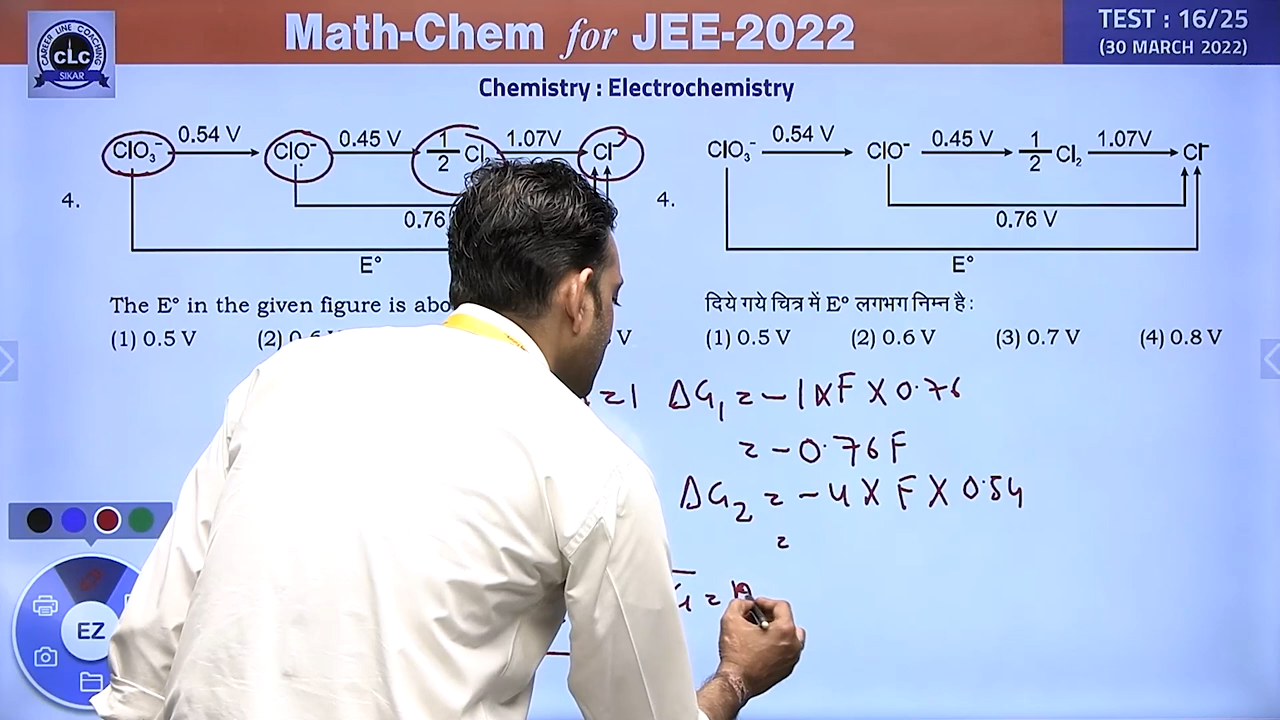 CAREER LINE COACHING
CLC
SIKAR
Math-Chem for JEE-2022
TEST : 16/25
(30 MARCH 2022)
Chemistry : Electrochemistry
4.
ClO₃⁻ 0.54 V ClO⁻ 0.45 V 1/2 Cl₂ 1.07 V Cl⁻
0.76
E°
The E° in the given figure is abo
(1) 0.5 V (2) V
4.
ClO₃⁻ 0.54 V ClO⁻ 0.45 V 1/2 Cl₂ 1.07V Cl⁻
0.76 V
E°
दिये गये चित्र में E° लगभग निम्न है :
(1) 0.5 V (2) 0.6 V (3) 0.7 V (4) 0.8 V
=1 ΔG₁ = -1×F×0.76
= -0.76F
ΔG₂ = -4×F×0.54
=
EZ